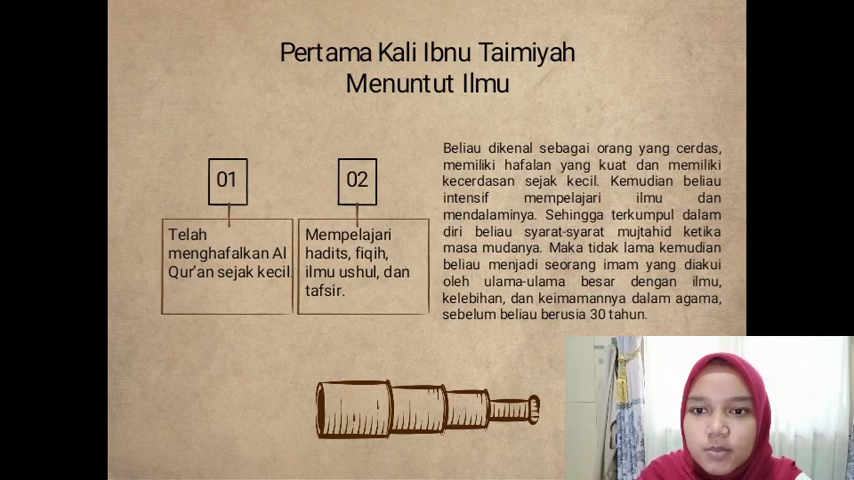 Pertama Kali Ibnu Taimiyah
Menuntut Ilmu
01
Telah
menghafalkan Al
Qur'an sejak kecil.
02
Mempelajari
hadits, fiqih,
ilmu ushul, dan
tafsir.
Beliau dikenal sebagai orang yang cerdas,
memiliki hafalan yang kuat dan memiliki
kecerdasan sejak kecil. Kemudian beliau
intensif mempelajari ilmu dan
mendalaminya. Sehingga terkumpul dalam
diri beliau syarat-syarat mujtahid ketika
masa mudanya. Maka tidak lama kemudian
beliau menjadi seorang imam yang diakui
oleh ulama-ulama besar dengan ilmu,
kelebihan, dan keimamannya dalam agama,
sebelum beliau berusia 30 tahun.